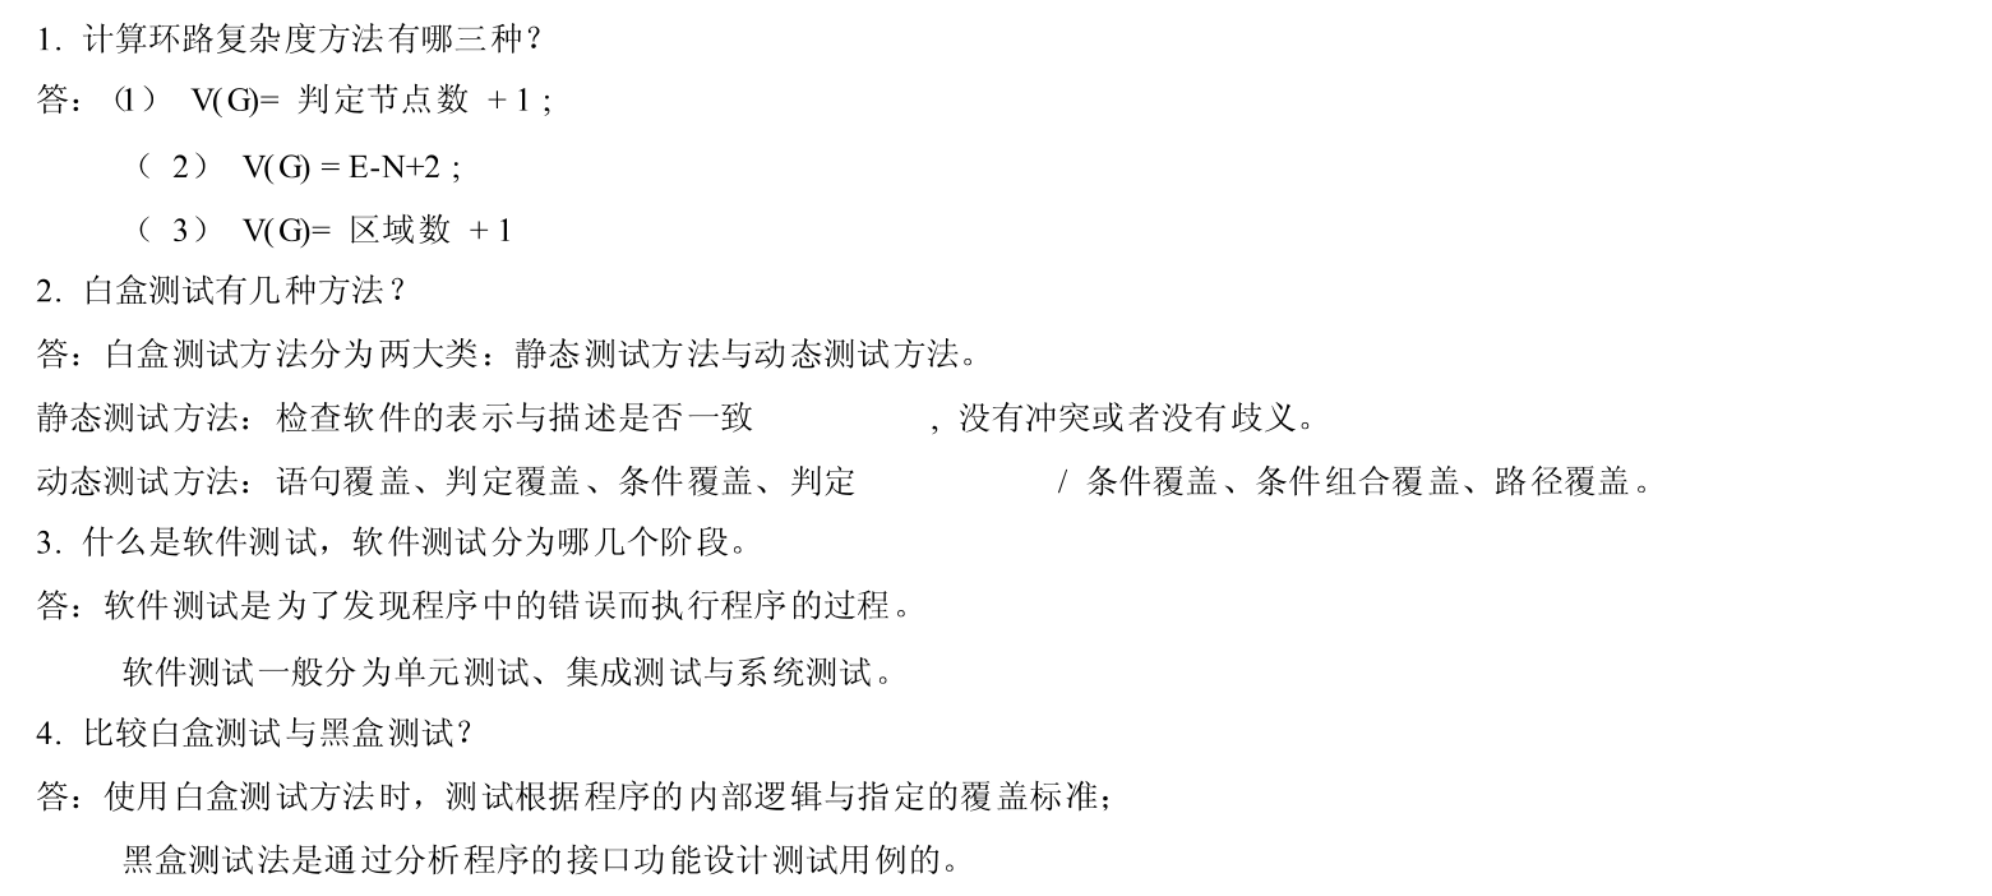 1. 计算环路复杂度方法有哪三种?
答：（1） V(G)= 判定节点数 +1；
（2） V(G) = E-N+2；
（3） V(G)= 区域数 +1
2. 白盒测试有几种方法?
答：白盒测试方法分为两大类：静态测试方法与动态测试方法。
静态测试方法：检查软件的表示与描述是否一致 , 没有冲突或者没有歧义。
动态测试方法：语句覆盖、判定覆盖、条件覆盖、判定 / 条件覆盖、条件组合覆盖、路径覆盖。
3. 什么是软件测试，软件测试分为哪几个阶段。
答：软件测试是为了发现程序中的错误而执行程序的过程。
软件测试一般分为单元测试、集成测试与系统测试。
4. 比较白盒测试与黑盒测试?
答：使用白盒测试方法时，测试根据程序的内部逻辑与指定的覆盖标准；
黑盒测试法是通过分析程序的接口功能设计测试用例的。